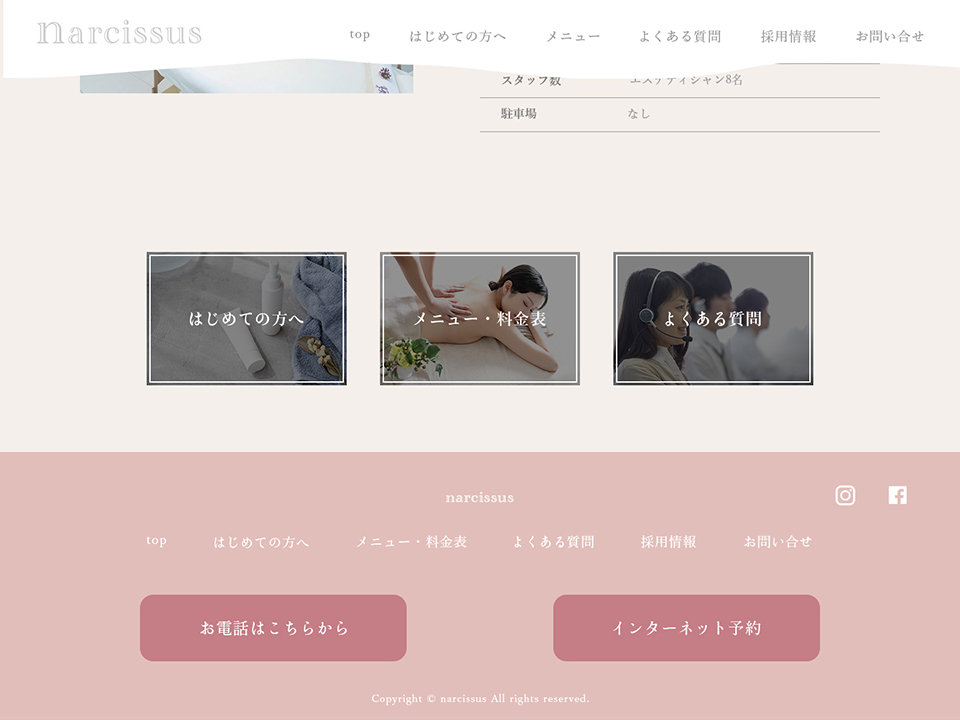 narcissus
top はじめての方へ メニュー よくある質問 採用情報 お問い合せ
スタッフ数 エステティシャン8名
駐車場 なし
はじめての方へ
メニュー・料金表
よくある質問
narcissus
top はじめての方へ メニュー・料金表 よくある質問 採用情報 お問い合せ
お電話はこちらから
インターネット予約
Copyright © narcissus All rights reserved.